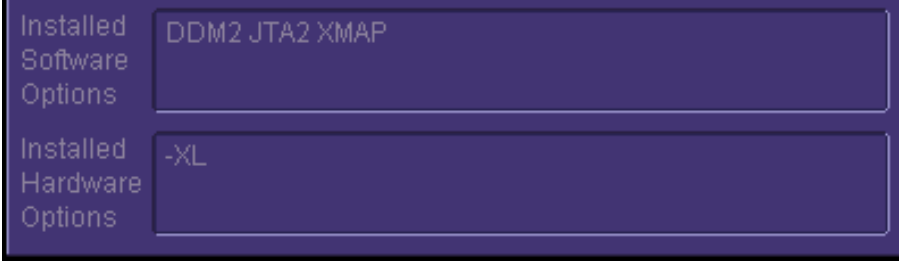 Installed
Software
Options
DDM2 JTA2 XMAP
Installed
Hardware
Options
-XL